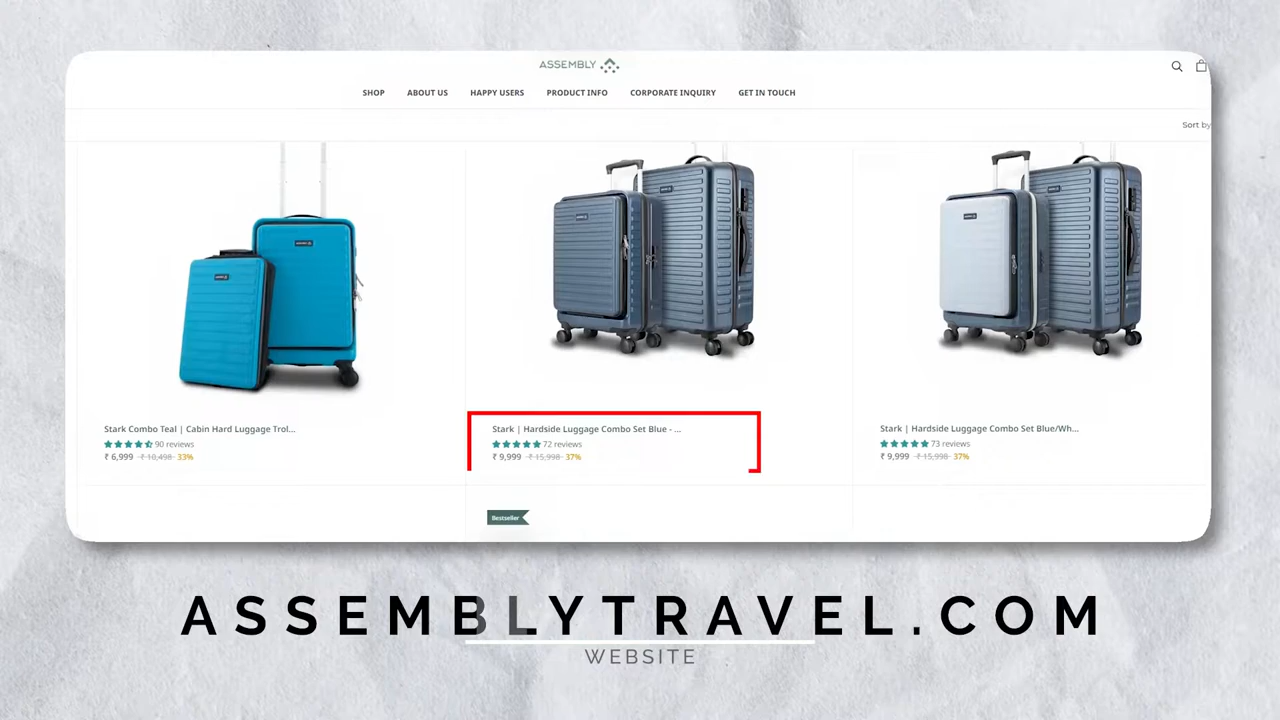 ASSEMBLY
SHOP ABOUT US HAPPY USERS PRODUCT INFO CORPORATE INQUIRY GET IN TOUCH
Sort by
Stark Combo Teal | Cabin Hard Luggage Trol...
90 reviews
₹ 6,999 ₹ 10,498 33%
Stark | Hardside Luggage Combo Set Blue - ...
72 reviews
₹ 9,999 ₹ 15,998 37%
Stark | Hardside Luggage Combo Set Blue/Wh...
73 reviews
₹ 9,999 ₹ 15,998 37%
Bestseller
ASSEMBLYTRAVEL.COM
WEBSITE